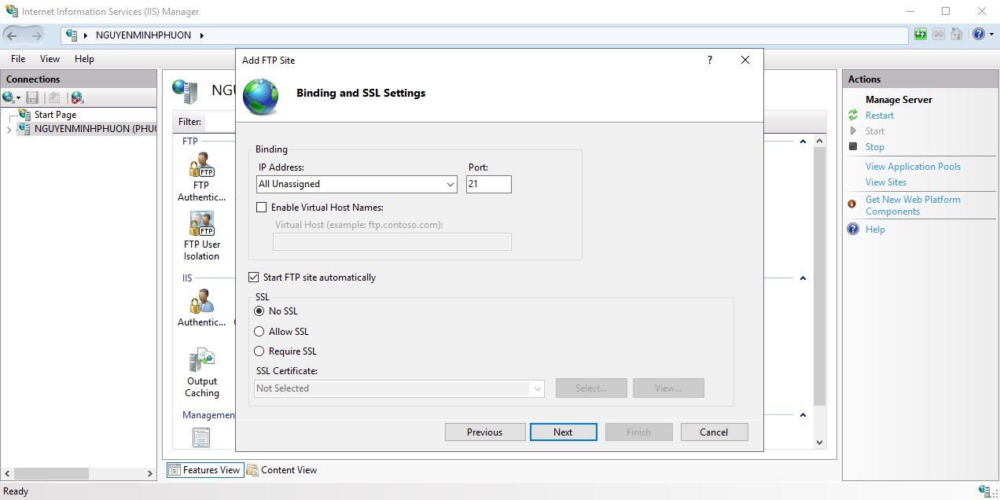 Internet Information Services (IIS) Manager
NGUYENMINHPHUON
File View Help
Connections
Start Page
NGUYENMINHPHUON (PHUO
NGU
Filter:
FTP
FTP
FTP
Authentic...
FTP
FTP User
Isolation
IIS
Authentic...
Output
Caching
Managemen
Features View
Content View
Add FTP Site
?
Binding and SSL Settings
Binding
IP Address:
Port:
All Unassigned
21
Enable Virtual Host Names:
Virtual Host (example: ftp.contoso.com):
Start FTP site automatically
SSL
No SSL
Allow SSL
Require SSL
SSL Certificate:
Not Selected
Select...
View...
Previous
Next
Finish
Cancel
Actions
Manage Server
Restart
Start
Stop
View Application Pools
View Sites
Get New Web Platform
Components
Help
Ready